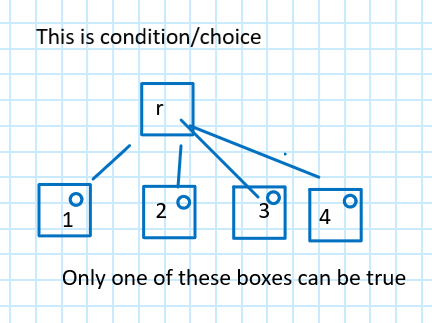 This is condition/choice
r
1
2
3
4
Only one of these boxes can be true